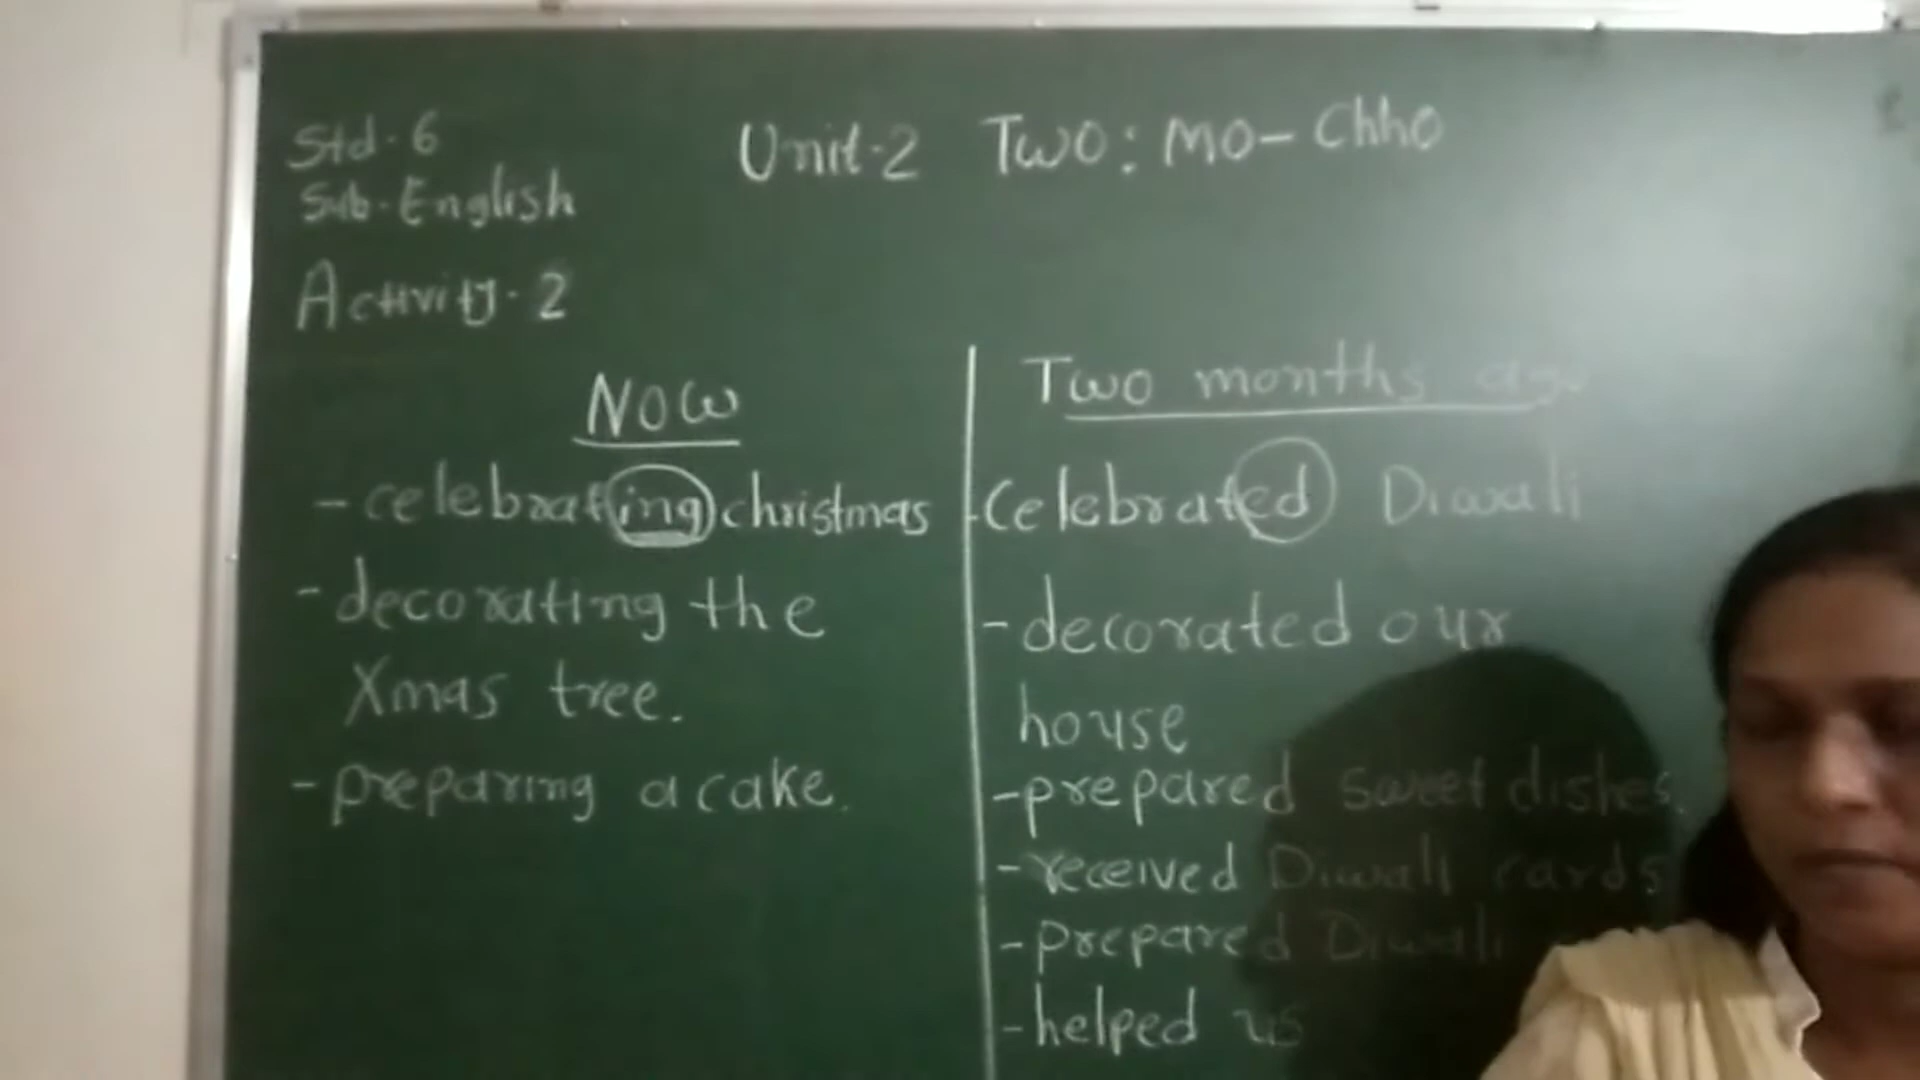 Std. 6
Sub. English
Unit-2 Two: Mo-Chho
Activity. 2
Now
- celebrating christmas
- decorating the
Xmas tree.
- preparing a cake.
Two months ago
- Celebrated Diwali
- decorated our
house
- prepared sweet dishes.
- received Diwali cards
- prepared Diwali
- helped us